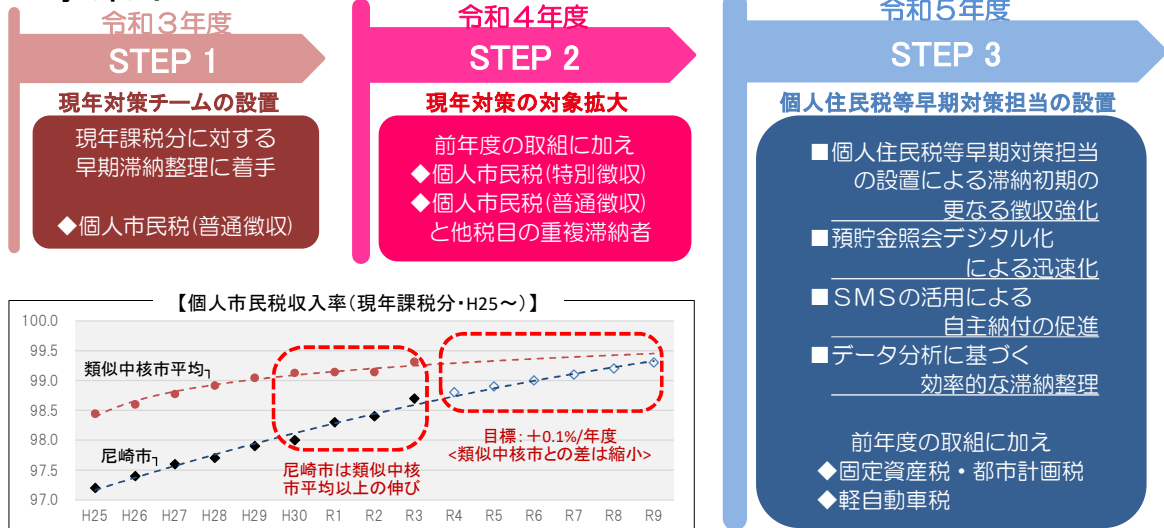 令和3年度
STEP 1
現年対策チームの設置
現年課税分に対する
早期滞納整理に着手
◆個人市民税(普通徴収)
令和4年度
STEP 2
現年対策の対象拡大
前年度の取組に加え
◆個人市民税(特別徴収)
◆個人市民税(普通徴収)
と他税目の重複滞納者
令和5年度
STEP 3
個人住民税等早期対策担当の設置
■個人住民税等早期対策担当
の設置による滞納初期の
更なる徴収強化
■預貯金照会デジタル化
による迅速化
■SMSの活用による
自主納付の促進
■データ分析に基づく
効率的な滞納整理
前年度の取組に加え
◆固定資産税・都市計画税
◆軽自動車税
【個人市民税収入率(現年課税分・H25～)】
100.0
99.5
99.0
98.5
98.0
97.5
97.0
類似中核市平均
尼崎市
尼崎市は類似中核
市平均以上の伸び
目標:+0.1%/年度
<類似中核市との差は縮小>
H25 H26 H27 H28 H29 H30 R1 R2 R3 R4 R5 R6 R7 R8 R9